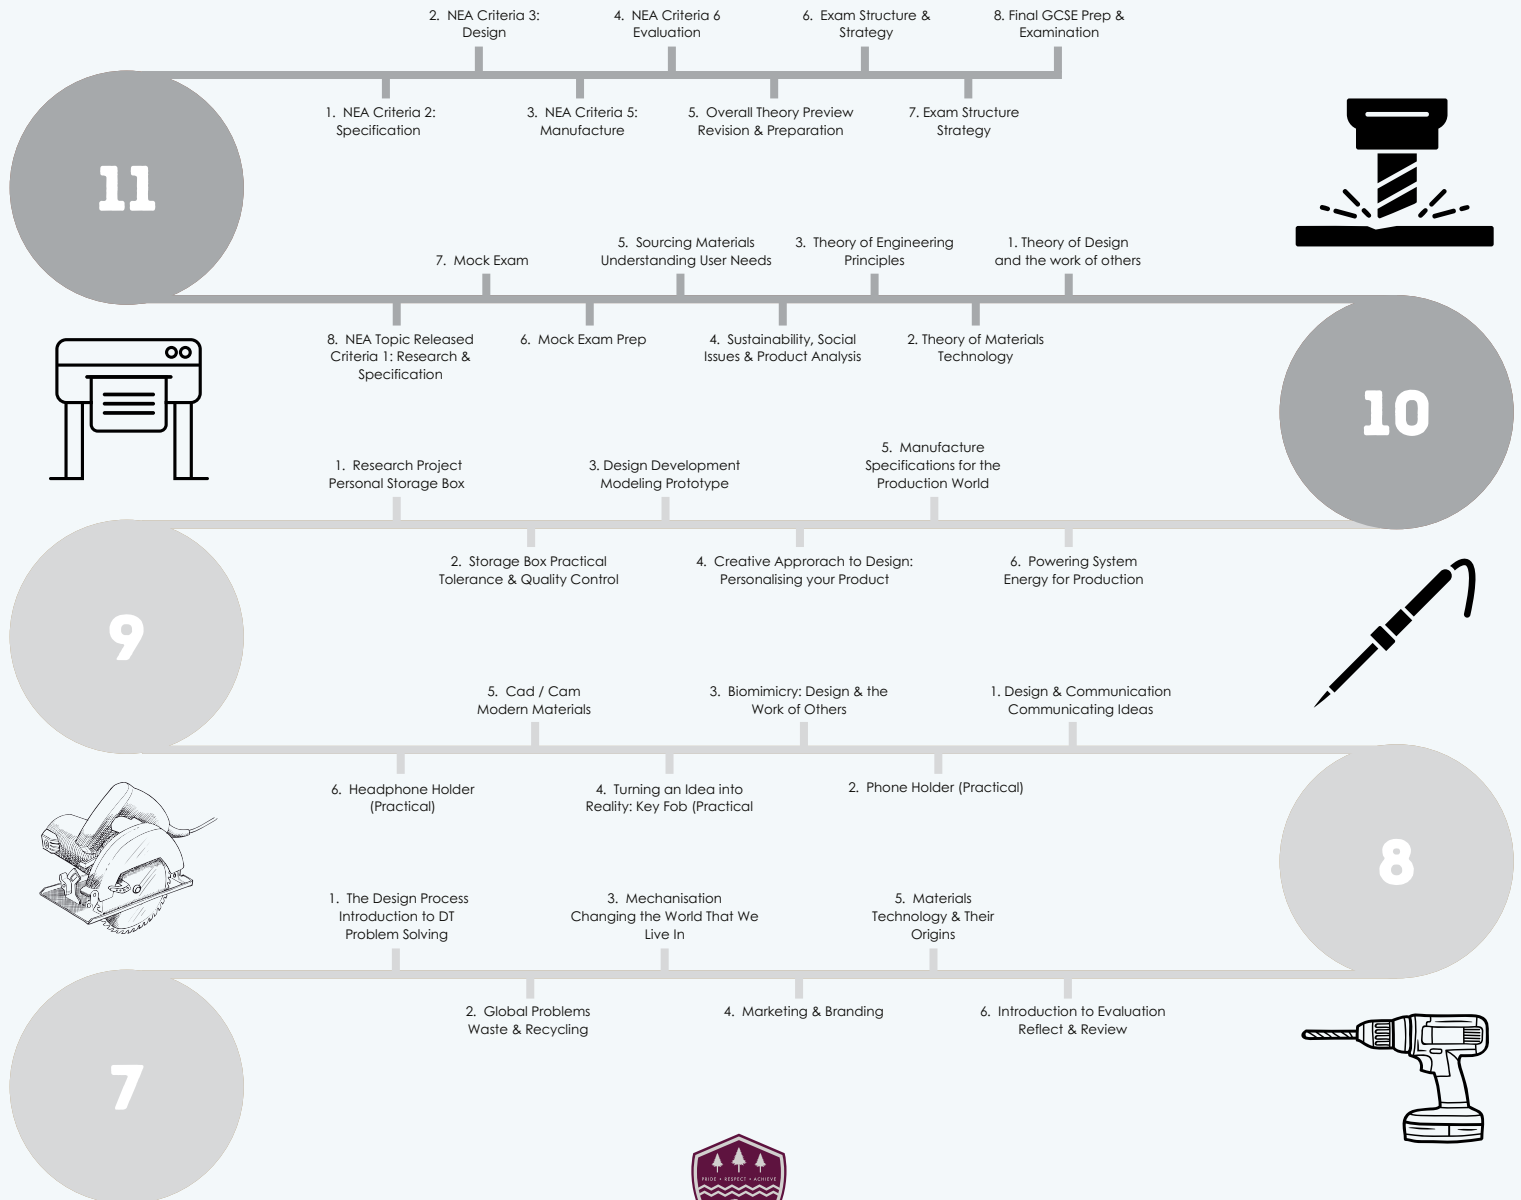 2. NEA Criteria 3:
Design
4. NEA Criteria 6
Evaluation
6. Exam Structure &
Strategy
8. Final GCSE Prep &
Examination
1. NEA Criteria 2:
Specification
3. NEA Criteria 5:
Manufacture
5. Overall Theory Preview
Revision & Preparation
7. Exam Structure
Strategy
11
7. Mock Exam
5. Sourcing Materials
Understanding User Needs
3. Theory of Engineering
Principles
1. Theory of Design
and the work of others
8. NEA Topic Released
Criteria 1: Research &
Specification
6. Mock Exam Prep
4. Sustainability, Social
Issues & Product Analysis
2. Theory of Materials
Technology
10
1. Research Project
Personal Storage Box
3. Design Development
Modeling Prototype
5. Manufacture
Specifications for the
Production World
2. Storage Box Practical
Tolerance & Quality Control
4. Creative Approrach to Design:
Personalising your Product
6. Powering System
Energy for Production
9
5. Cad / Cam
Modern Materials
3. Biomimicry: Design & the
Work of Others
1. Design & Communication
Communicating Ideas
6. Headphone Holder
(Practical)
4. Turning an Idea into
Reality: Key Fob (Practical
2. Phone Holder (Practical)
8
1. The Design Process
Introduction to DT
Problem Solving
3. Mechanisation
Changing the World That We
Live In
5. Materials
Technology & Their
Origins
2. Global Problems
Waste & Recycling
4. Marketing & Branding
6. Introduction to Evaluation
Reflect & Review
7
PRIDE • RESPECT • ACHIEVE